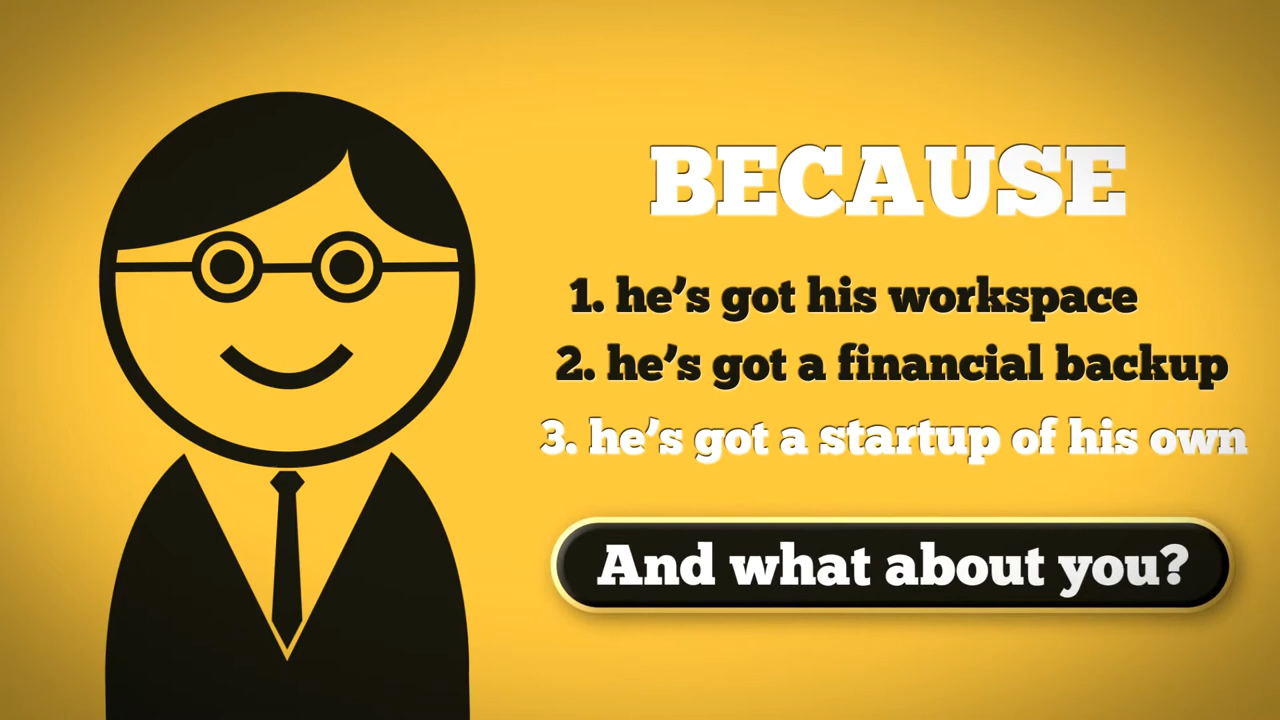 BECAUSE
1. he’s got his workspace
2. he’s got a financial backup
3. he’s got a startup of his own
And what about you?